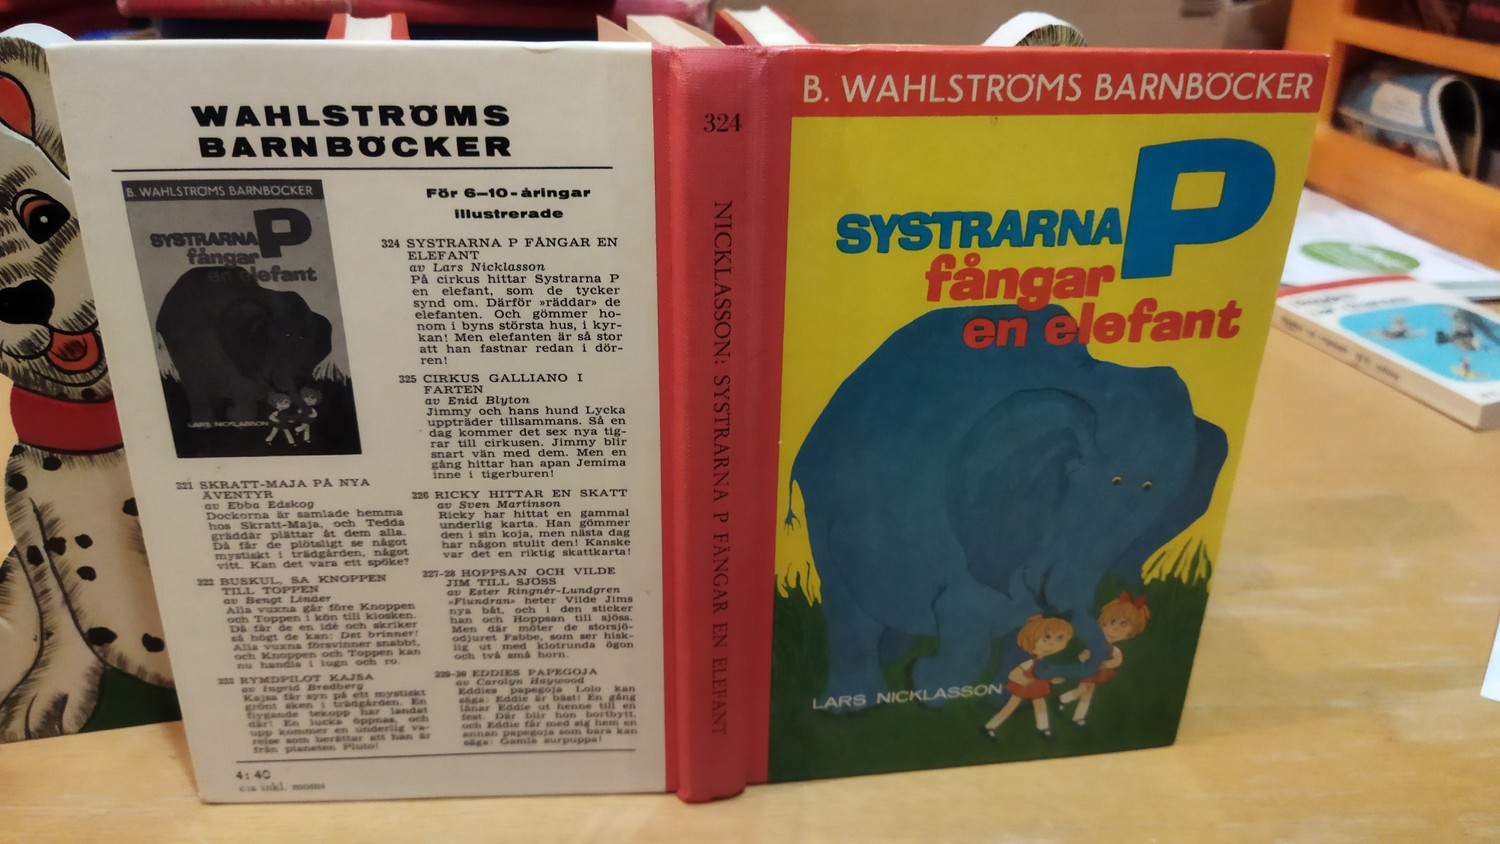 WAHLSTRÖMS
BARNBÖCKER
B. WAHLSTRÖMS BARNBÖCKER
SYSTRARNA P
fångar
en elefant
LARS NICKLASSON
För 6—10-åringar
illustrerade
324 SYSTRARNA P FÅNGAR EN
ELEFANT
av Lars Nicklasson
På cirkus hittar Systrarna P
en elefant, som de tycker
synd om. Därför »räddar» de
elefanten. Och gömmer ho-
nom i byns största hus, i kyr-
kan! Men elefanten är så stor
att han fastnar redan i dör-
ren!
325 CIRKUS GALLIANO I
FARTEN
av Enid Blyton
Jimmy och hans hund Lycka
uppträder tillsammans. Så en
dag kommer det sex nya tig-
rar till cirkusen. Jimmy blir
snart vän med dem. Men en
gång hittar han apan Jemima
inne i tigerburen!
321 SKRATT-MAJA PÅ NYA
ÄVENTYR
av Ebba Edskog
Dockorna är samlade hemma
hos Skratt-Maja, och Tedda
gräddar plättar åt dem alla.
Då får de plötsligt se något
mystiskt i trädgården, något
vitt. Kan det vara ett spöke?
322 BUSKUL, SA KNOPPEN
TILL TOPPEN
av Bengt Linder
Alla vuxna går före Knoppen
och Toppen i kön till kiosken.
Då får de en idé och skriker
så högt de kan: Det brinner!
Alla vuxna försvinner snabbt,
och Knoppen och Toppen kan
nu handla i lugn och ro.
323 RYMDPILOT KAJSA
av Ingrid Bredberg
Kajsa får syn på ett mystiskt
grönt sken i trädgården. En
flygande tekopp har landat
där! En lucka öppnas, och
upp kommer en underlig va-
relse som berättar att han är
från planeten Pluto!
326 RICKY HITTAR EN SKATT
av Sven Martinson
Ricky har hittat en gammal
underlig karta. Han gömmer
den i sin koja, men nästa dag
har någon stulit den! Kanske
var det en riktig skattkarta!
327-28 HOPPSAN OCH VILDE
JIM TILL SJÖSS
av Ester Ringnér-Lundgren
»Flundran» heter Vilde Jims
nya båt, och i den sticker
han och Hoppsan till sjöss.
Men där möter de storsjö-
odjuret Fabbe, som ser hisk-
lig ut med klotrunda ögon
och två små horn.
329-30 EDDIES PAPEGOJA
av Carolyn Haywood
Eddies papegoja Lolo kan
säga: Eddie är bäst! En gång
lånar Eddie ut henne till en
fest. Där blir hon bortbytt,
och Eddie får med sig hem en
annan papegoja som bara kan
säga: Gamla surpuppa!
4:40
c:a inkl. moms
324
NICKLASSON: SYSTRARNA P FÅNGAR EN ELEFANT
B. WAHLSTRÖMS BARNBÖCKER
SYSTRARNA P
fångar
en elefant
LARS NICKLASSON